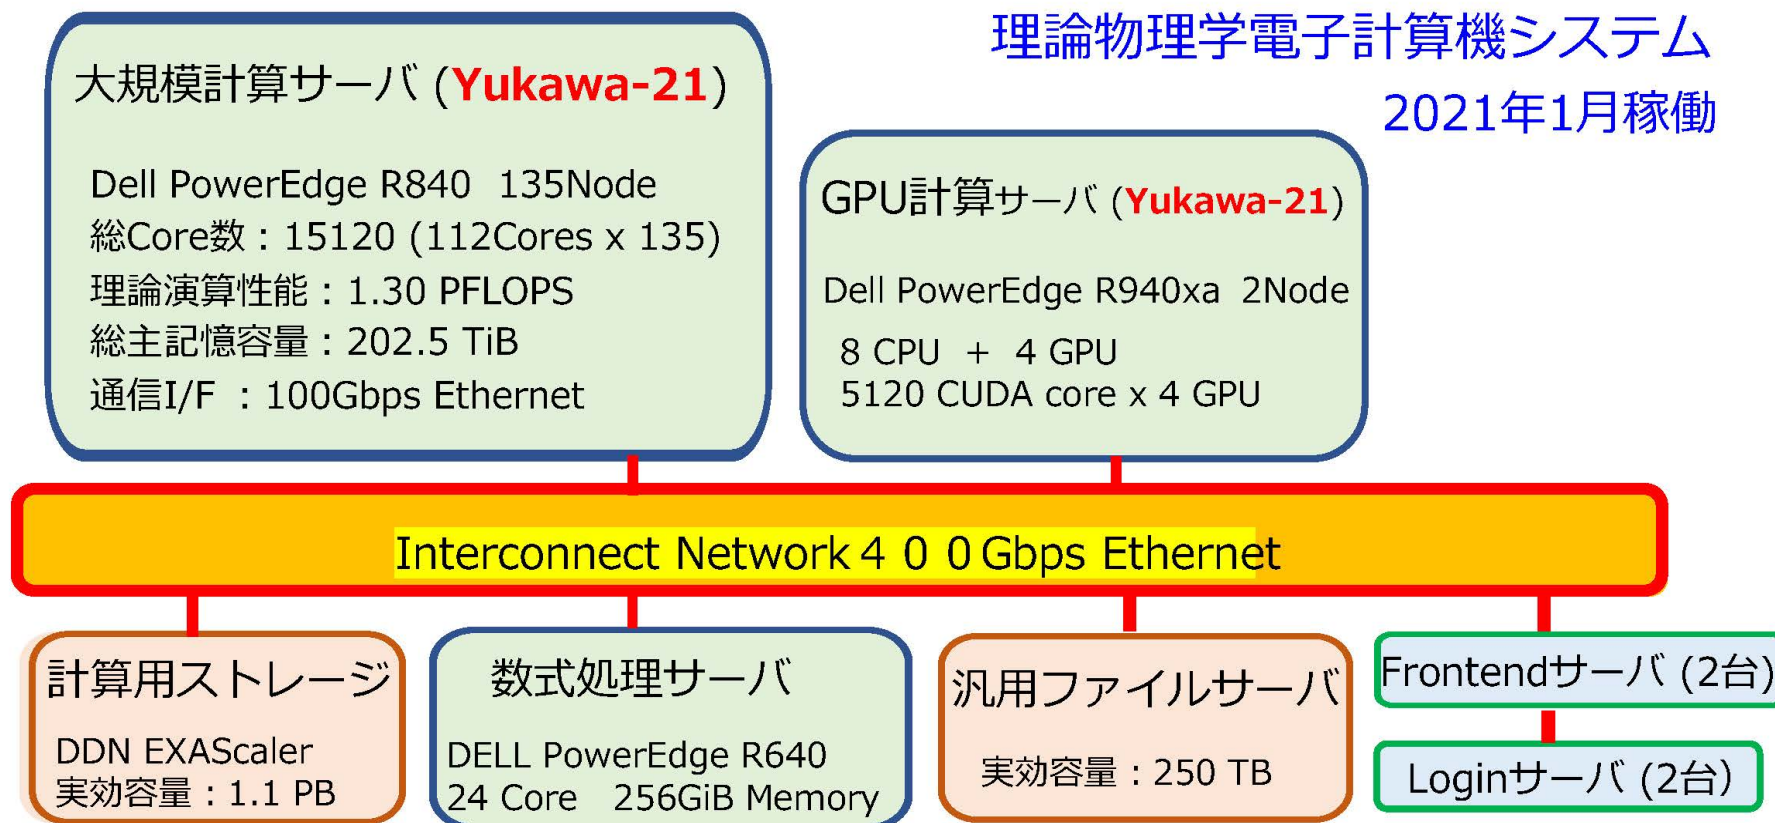 理論物理学電子計算機システム
2021年1月稼働
大規模計算サーバ (Yukawa-21)
Dell PowerEdge R840 135Node
総Core数：15120 (112Cores x 135)
理論演算性能：1.30 PFLOPS
総主記憶容量：202.5 TiB
通信I/F ：100Gbps Ethernet
GPU計算サーバ (Yukawa-21)
Dell PowerEdge R940xa 2Node
8 CPU + 4 GPU
5120 CUDA core x 4 GPU
Interconnect Network４００Gbps Ethernet
計算用ストレージ
DDN EXAScaler
実効容量：1.1 PB
数式処理サーバ
DELL PowerEdge R640
24 Core 256GiB Memory
汎用ファイルサーバ
実効容量：250 TB
Frontendサーバ (2台)
Loginサーバ (2台）